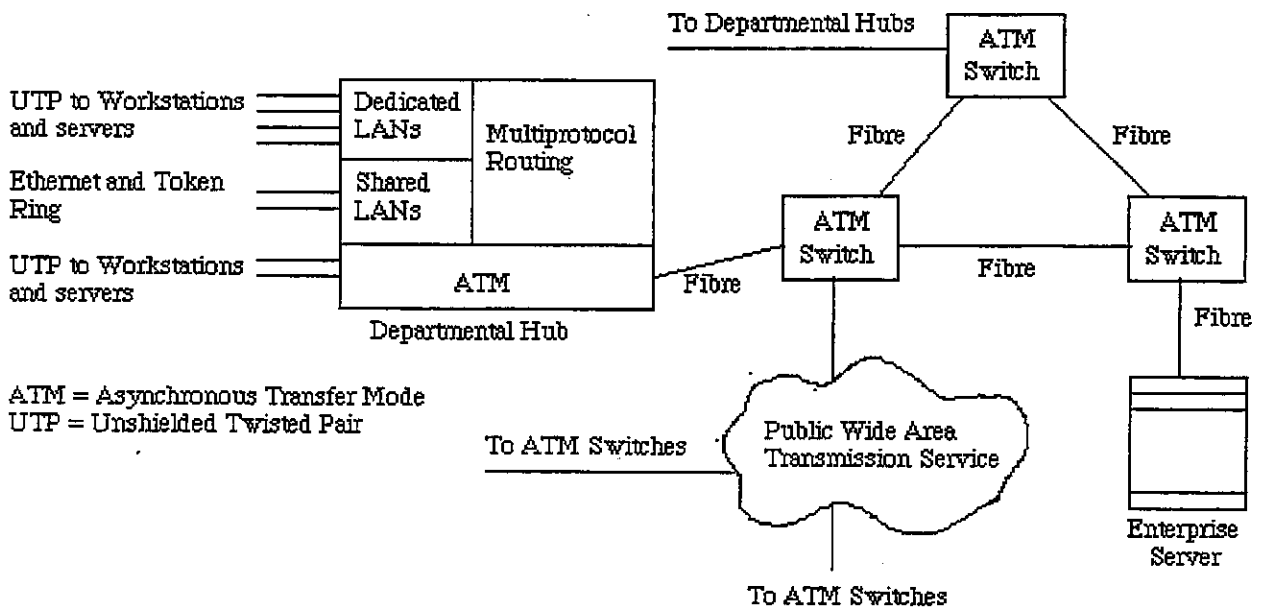 To Departmental Hubs
ATM
Switch
UTP to Workstations
and servers
Dedicated
LANs
Multiprotocol
Routing
Fibre
Fibre
Ethernet and Token
Ring
Shared
LANs
ATM
Switch
ATM
Switch
UTP to Workstations
and servers
ATM
Fibre
Fibre
Fibre
Departmental Hub
ATM = Asynchronous Transfer Mode
UTP = Unshielded Twisted Pair
Public Wide Area
Transmission Service
To ATM Switches
Enterprise
Server
To ATM Switches